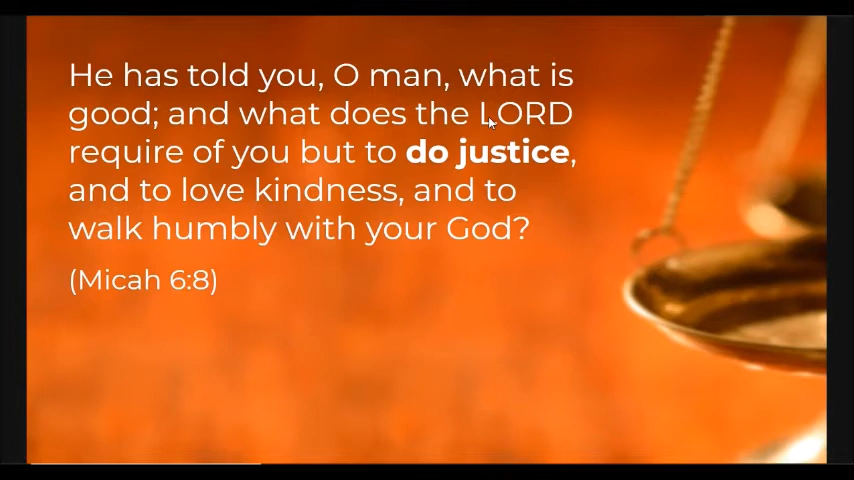 He has told you, O man, what is
good; and what does the LORD
require of you but to do justice,
and to love kindness, and to
walk humbly with your God?
(Micah 6:8)